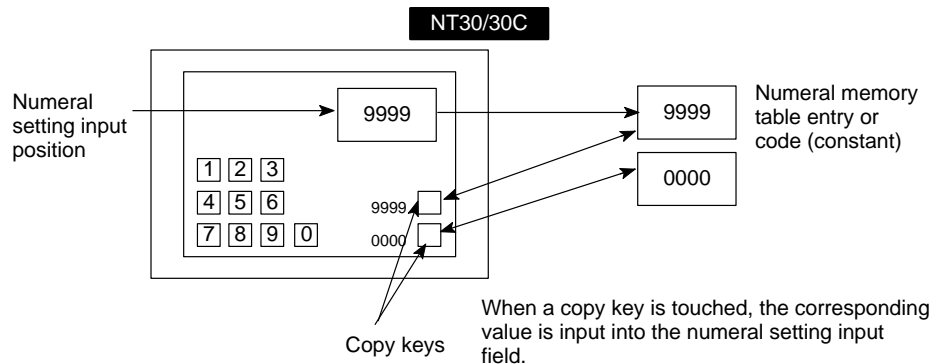 NT30/30C
Numeral
setting input
position
9999
9999
Numeral memory
table entry or
code (constant)
0000
1 2 3
4 5 6
7 8 9 0
9999
0000
Copy keys
When a copy key is touched, the corresponding
value is input into the numeral setting input
field.